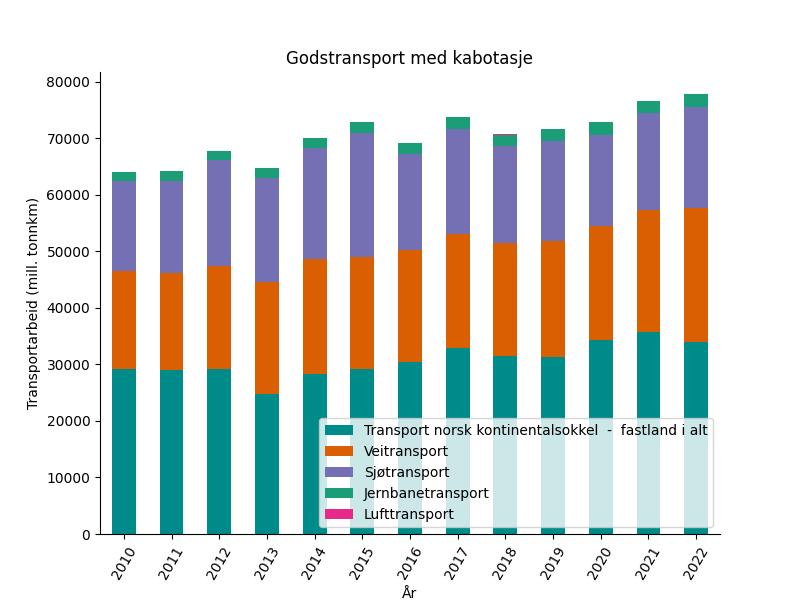 Godstransport med kabotasje
Transportarbeid (mill. tonnkm)
80000
70000
60000
50000
40000
30000
20000
10000
0
Transport norsk kontinentalsokkel - fastland i alt
Veitransport
Sjøtransport
Jernbanetransport
Lufttransport
2010
2011
2012
2013
2014
2015
2016
2017
2018
2019
2020
2021
2022
År